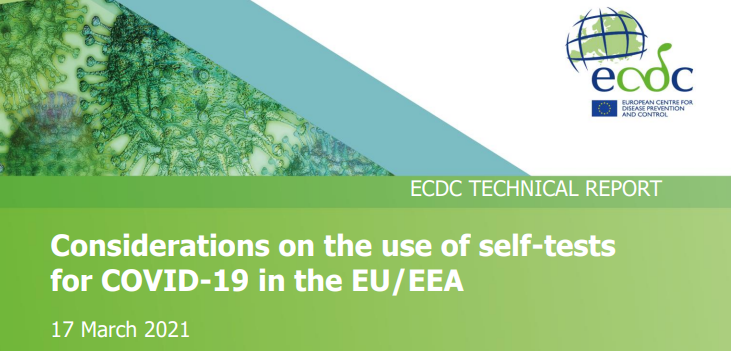 ecdc
EUROPEAN CENTRE FOR
DISEASE PREVENTION
AND CONTROL
ECDC TECHNICAL REPORT
Considerations on the use of self-tests
for COVID-19 in the EU/EEA
17 March 2021